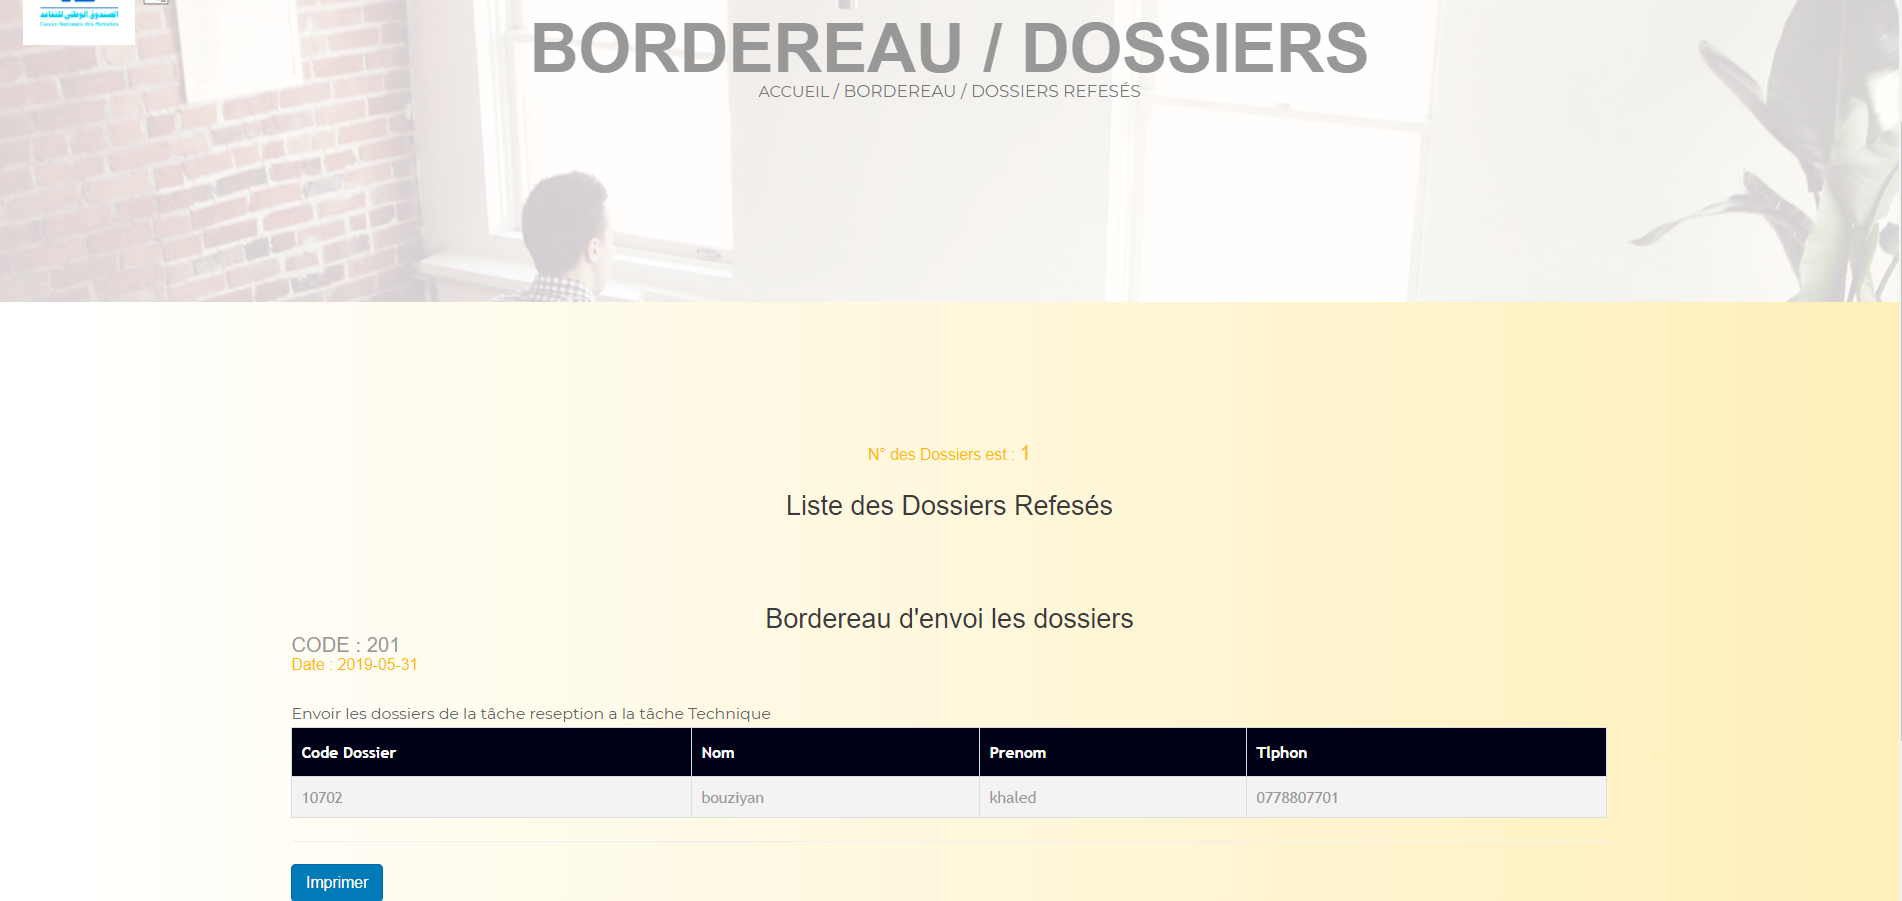 الصندوق الوطني للتقاعد
Caisse Nationale des Retraites
BORDEREAU / DOSSIERS
ACCUEIL / BORDEREAU / DOSSIERS REFESÉS
N° des Dossiers est : 1
Liste des Dossiers Refesés
Bordereau d'envoi les dossiers
CODE : 201
Date : 2019-05-31
Envoir les dossiers de la tâche reseption a la tâche Technique
Code Dossier Nom Prenom Tlphon
10702 bouziyan khaled 0778807701
Imprimer